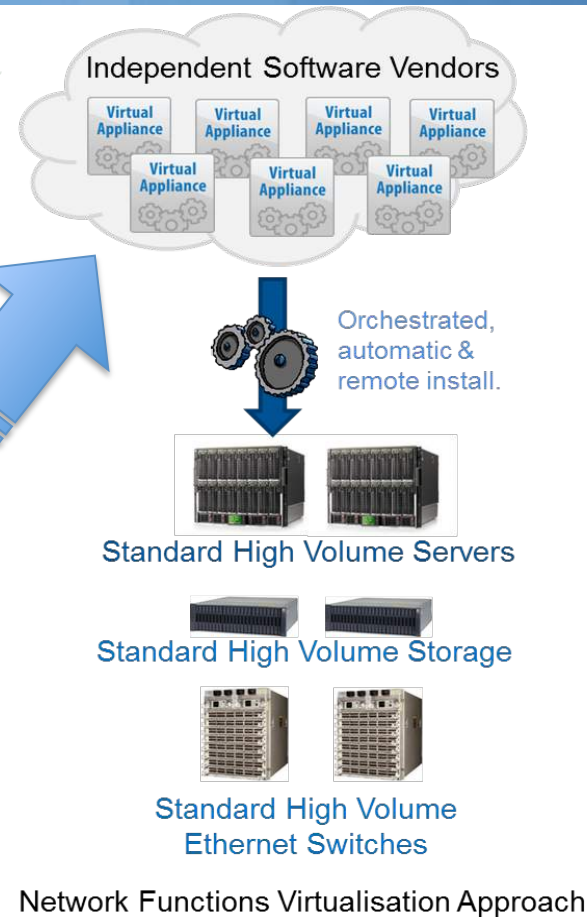 Independent Software Vendors
Virtual
Appliance
Virtual
Appliance
Virtual
Appliance
Virtual
Appliance
Virtual
Appliance
Virtual
Appliance
Virtual
Appliance
Orchestrated,
automatic &
remote install.
Standard High Volume Servers
Standard High Volume Storage
Standard High Volume
Ethernet Switches
Network Functions Virtualisation Approach